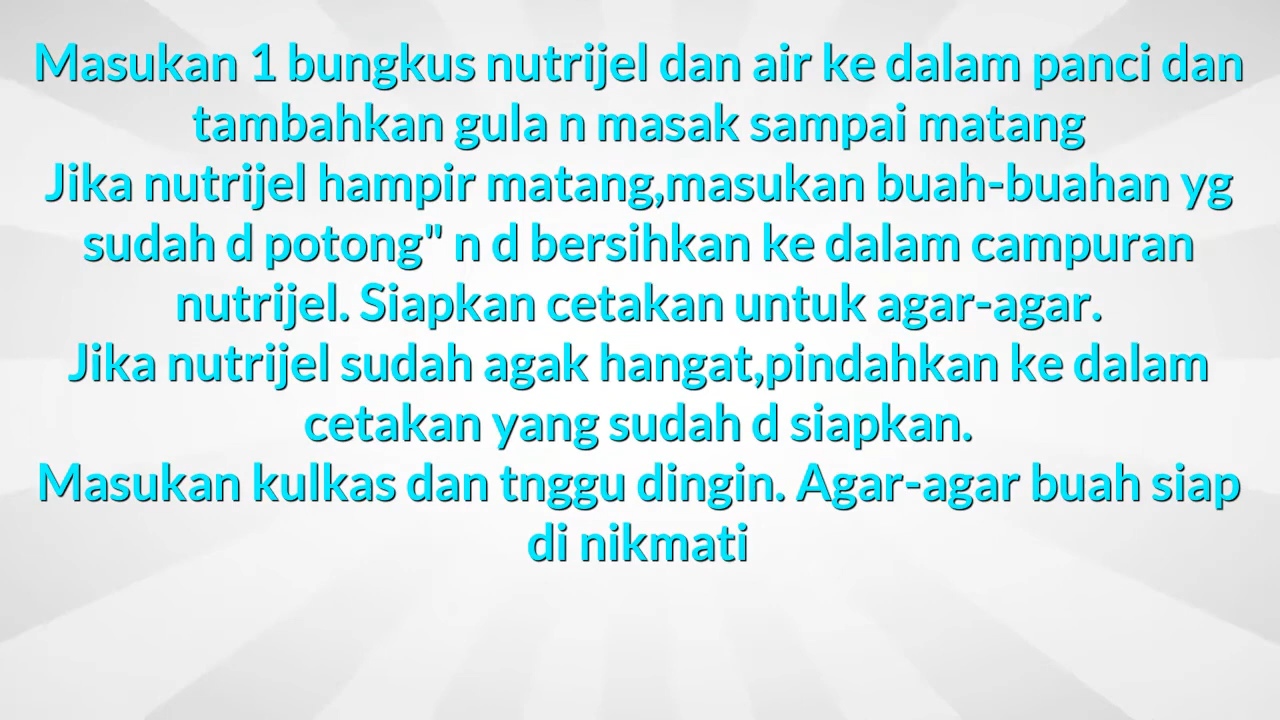 Masukan 1 bungkus nutrijel dan air ke dalam panci dan
tambahkan gula n masak sampai matang
Jika nutrijel hampir matang,masukan buah-buahan yg
sudah d potong" n d bersihkan ke dalam campuran
nutrijel. Siapkan cetakan untuk agar-agar.
Jika nutrijel sudah agak hangat,pindahkan ke dalam
cetakan yang sudah d siapkan.
Masukan kulkas dan tnggu dingin. Agar-agar buah siap
di nikmati